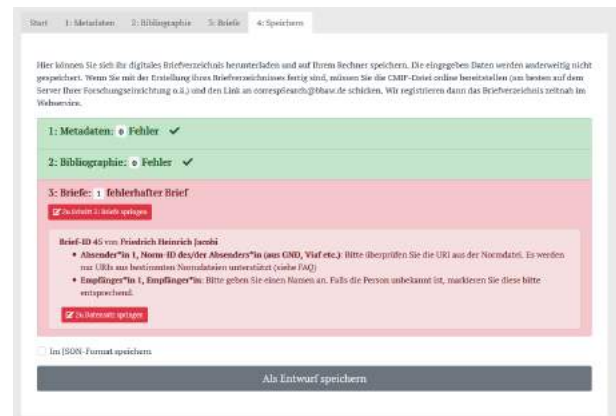 Start 1: Metadaten 2: Bibliographie 3: Briefe 4: Speichern
Hier können Sie sich ihr digitales Briefverzeichnis herunterladen und auf Ihrem Rechner speichern. Die eingegeben Daten werden anderweitig nicht
gespeichert. Wenn Sie mit der Erstellung ihres Briefverzeichnisses fertig sind, müssen Sie die CMIF-Datei online bereitstellen (am besten auf dem
Server Ihrer Forschungseinrichtung o.ä.) und den Link an correspSearch@bbaw.de schicken. Wir registrieren dann das Briefverzeichnis zeitnah im
Webservice.
1: Metadaten: 0 Fehler
2: Bibliographie: 0 Fehler
3: Briefe: 1 fehlerhafter Brief
Zu Schritt 3: Briefe springen
Brief-ID 45 von Friedrich Heinrich Jacobi
• Absender*in 1, Norm-ID des/der Absenders*in (aus GND, Viaf etc.): Bitte überprüfen Sie die URI aus der Normdatei. Es werden
nur URIs aus bestimmten Normdateien unterstützt (siehe FAQ)
• Empfänger*in 1, Empfänger*in: Bitte geben Sie einen Namen an. Falls die Person unbekannt ist, markieren Sie diese bitte
entsprechend.
Zu Datensatz springen
Im JSON-Format speichern
Als Entwurf speichern